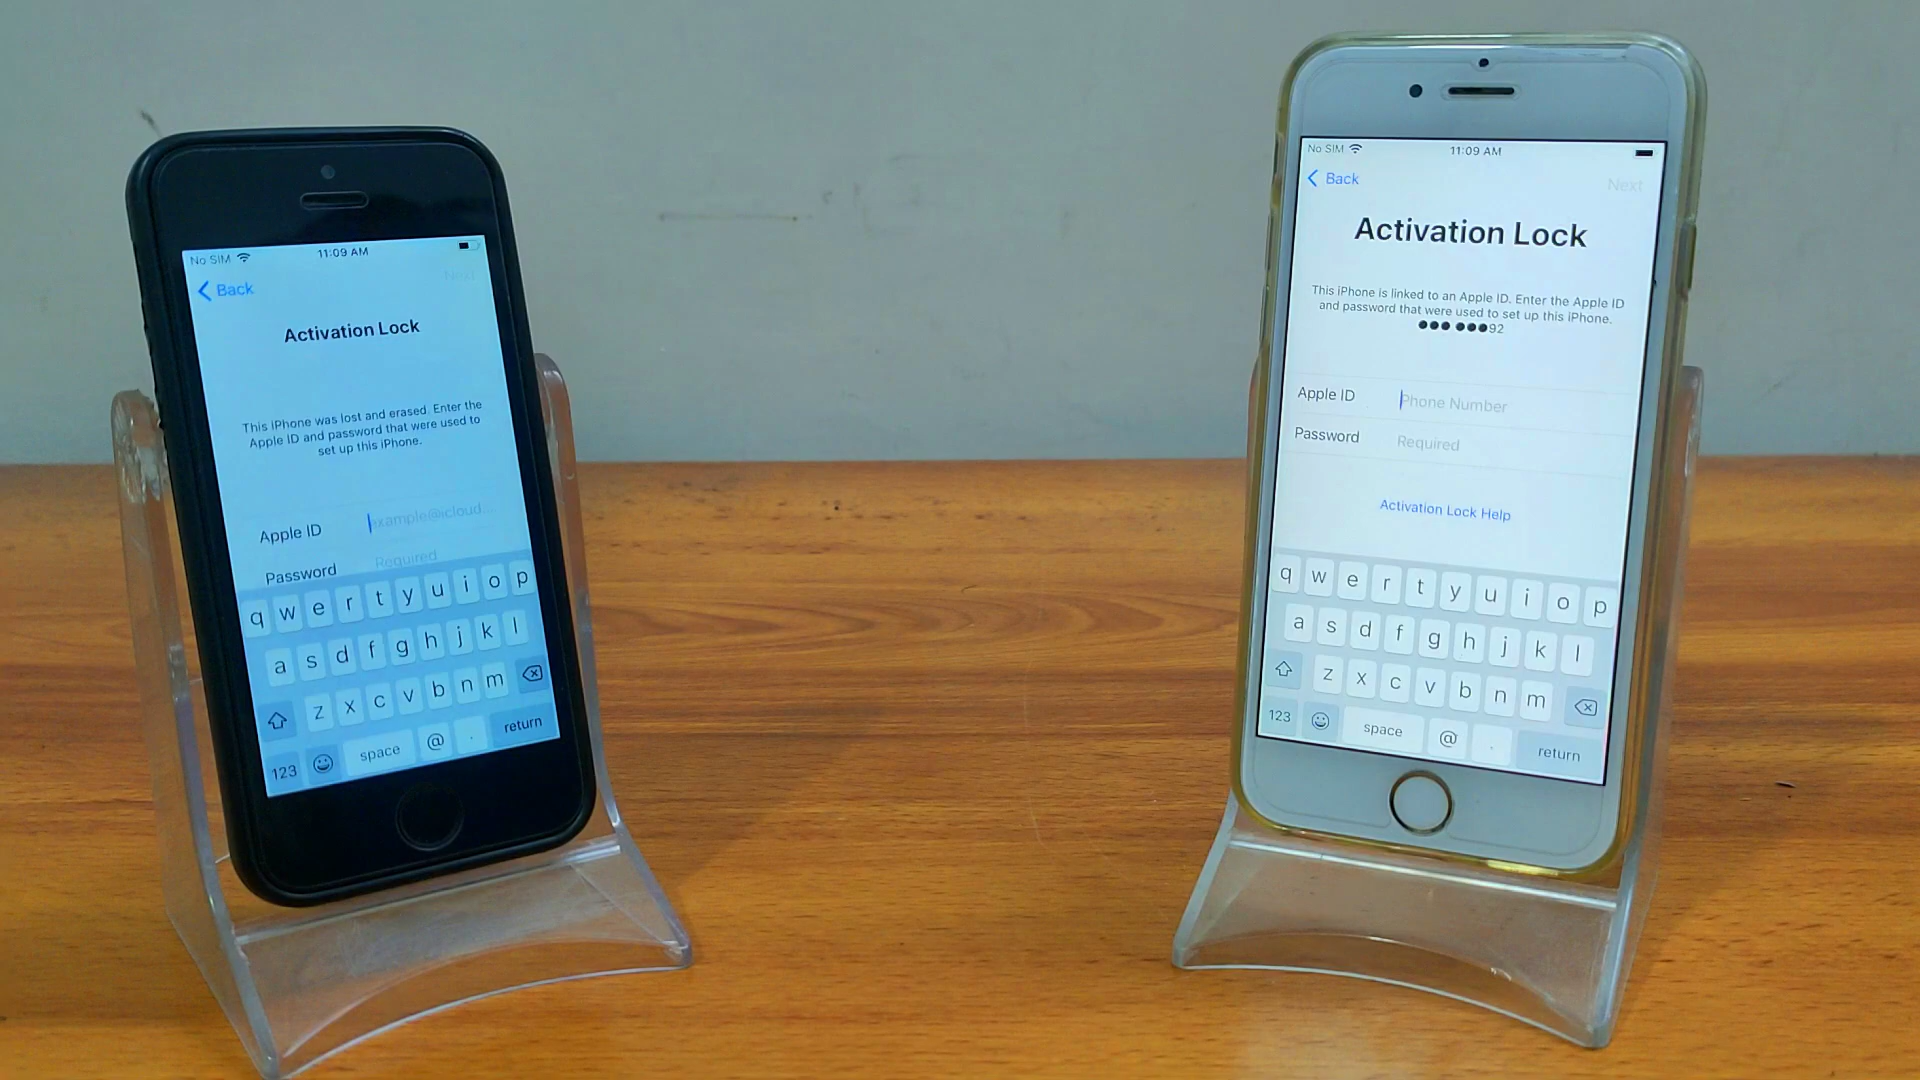 No SIM 11:09 AM
Back Next
Activation Lock
This iPhone was lost and erased. Enter the
Apple ID and password that were used to
set up this iPhone.
Apple ID example@icloud...
Password Required
q w e r t y u i o p
a s d f g h j k l
z x c v b n m
123 space @ . return
No SIM 11:09 AM
Back Next
Activation Lock
This iPhone is linked to an Apple ID. Enter the Apple ID
and password that were used to set up this iPhone.
●●● ●●●92
Apple ID Phone Number
Password Required
Activation Lock Help
q w e r t y u i o p
a s d f g h j k l
z x c v b n m
123 space @ . return